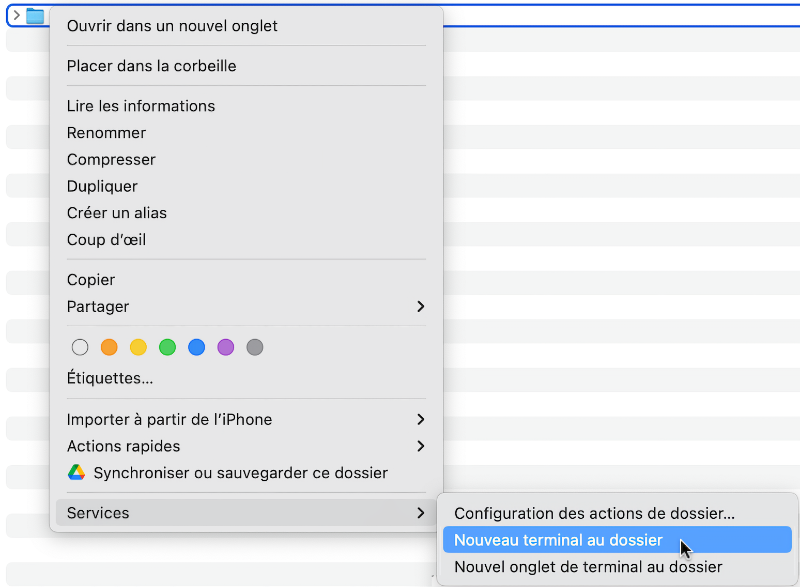 Ouvrir dans un nouvel onglet
Placer dans la corbeille
Lire les informations
Renommer
Compresser
Dupliquer
Créer un alias
Coup d’œil
Copier
Partager
Étiquettes...
Importer à partir de l’iPhone
Actions rapides
Synchroniser ou sauvegarder ce dossier
Services
Configuration des actions de dossier...
Nouveau terminal au dossier
Nouvel onglet de terminal au dossier